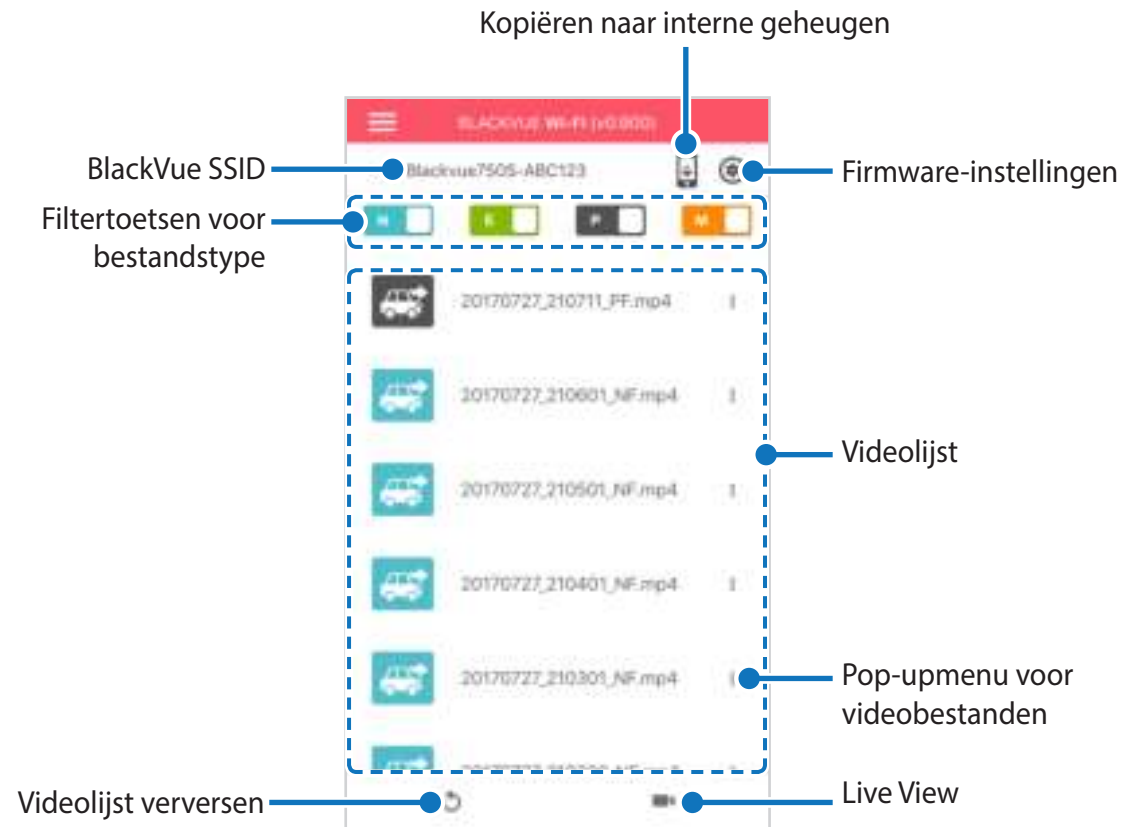 Kopiëren naar interne geheugen
BLACKVUE WI-FI (v0.000)
BlackVue SSID
Blackvue750S-ABC123
Firmware-instellingen
Filtertoetsen voor
bestandstype
E
P
M
20170727_210711_PF.mp4
20170727_210601_NF.mp4
20170727_210501_NF.mp4
Videolijst
20170727_210401_NF.mp4
20170727_210301_NF.mp4
Pop-upmenu voor
videobestanden
Videolijst verversen
Live View